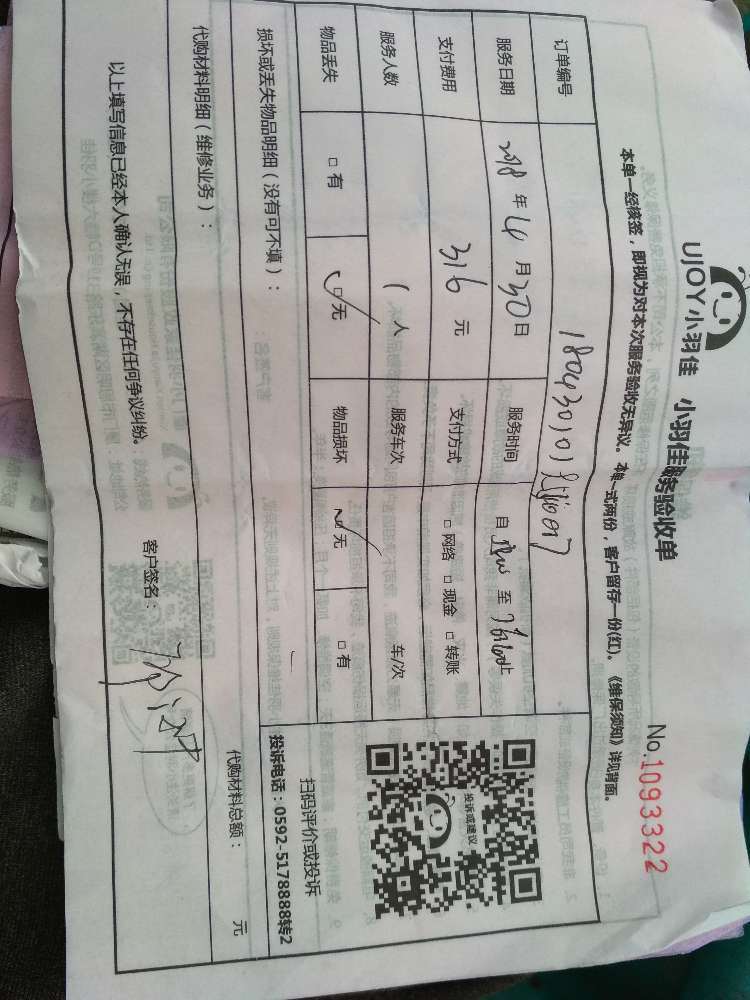 UJOY小羽佳 小羽佳服务验收单
No.1093322
本单一经核签，即视为对本次服务验收无异议。本单一式两份，客户留存一份(红)。《维保须知》详见背面。
订单编号
服务日期 2018 年 4 月 30 日 服务时间 自 至 止
支付费用 316 元 支付方式 □ 网络 □ 现金 □ 转账
服务人数 人 服务车次 车/次
物品丢失 □ 有 □ 无 物品损坏 □ 无 □ 有
投诉或建议
扫码评价或投诉
投诉电话：0592-5178888转2
损坏或丢失物品明细（没有可不填）：
代购材料明细（维修业务）：
代购材料总额： 元
以上填写信息已经本人确认无误，不存在任何争议纠纷。 客户签名：